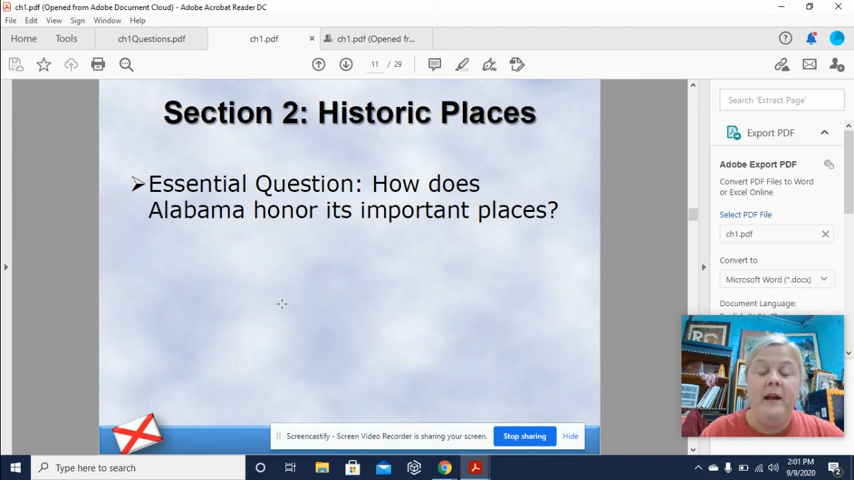 ch1.pdf (Opened from Adobe Document Cloud) - Adobe Acrobat Reader DC
File Edit View Sign Window Help
Home Tools ch1Questions.pdf ch1.pdf × ch1.pdf (Opened fr...
11 / 29
Section 2: Historic Places
Essential Question: How does
Alabama honor its important places?
Screencastify - Screen Video Recorder is sharing your screen. Stop sharing Hide
Search 'Extract Page'
Export PDF
Adobe Export PDF
Convert PDF Files to Word
or Excel Online
Select PDF File
ch1.pdf
Convert to
Microsoft Word (*.docx)
Document Language:
Type here to search
2:01 PM
9/9/2020
2